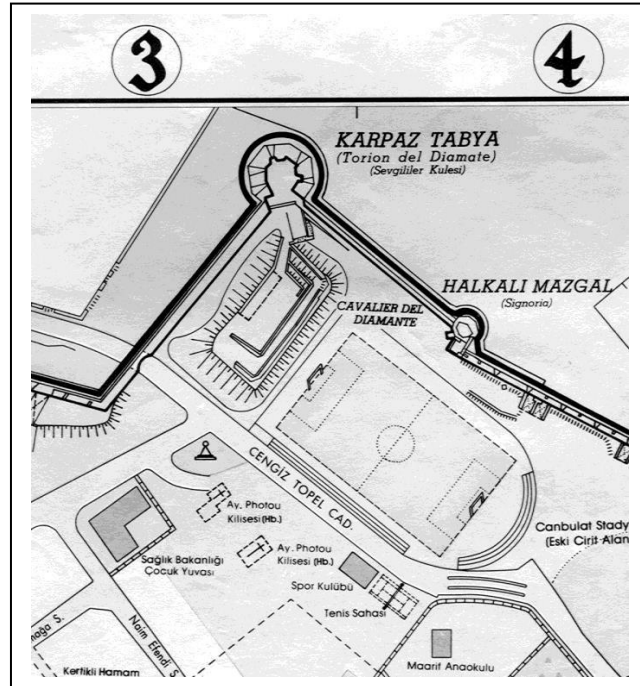 3
4
KARPAZ TABYA
(Torion del Diamate)
(Sevgililer Kulesi)
HALKALI MAZGAL
(Signoria)
CAVALIER DEL
DIAMANTE
CENGİZ TOPEL CAD.
Ay. Photou
Kilisesi (Hb.)
Canbulat Stady
(Eski Cirit Alan
Ay. Photou
Kilisesi (Hb.)
Sağlık Bakanlığı
Çocuk Yuvası
Spor Kulübü
Tenis Sahası
nağa S.
Naim Efendi S.
Maarif Anaokulu
Kertikli Hamam